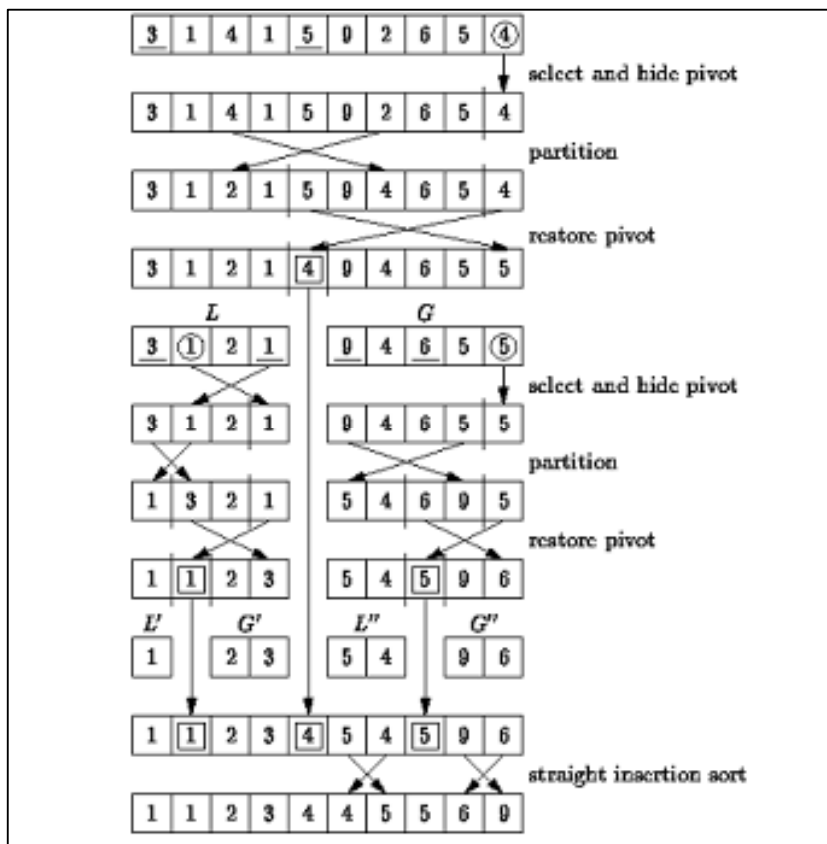 3 1 4 1 5 9 2 6 5 4
select and hide pivot
3 1 4 1 5 9 2 6 5 4
partition
3 1 2 1 5 9 4 6 5 4
restore pivot
3 1 2 1 4 9 4 6 5 5
L G
3 1 2 1 9 4 6 5 5
select and hide pivot
3 1 2 1 9 4 6 5 5
partition
1 3 2 1 5 4 6 9 5
restore pivot
1 1 2 3 5 4 5 9 6
L' G' L'' G''
1 2 3 5 4 9 6
1 1 2 3 4 5 4 5 9 6
straight insertion sort
1 1 2 3 4 4 5 5 6 9